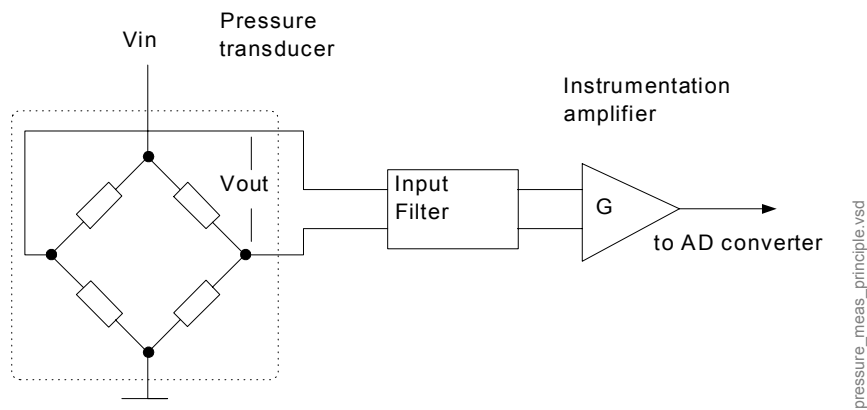 Pressure
transducer
Vin
Instrumentation
amplifier
Vout
Input
Filter
G
to AD converter
pressure_meas_principle.vsd